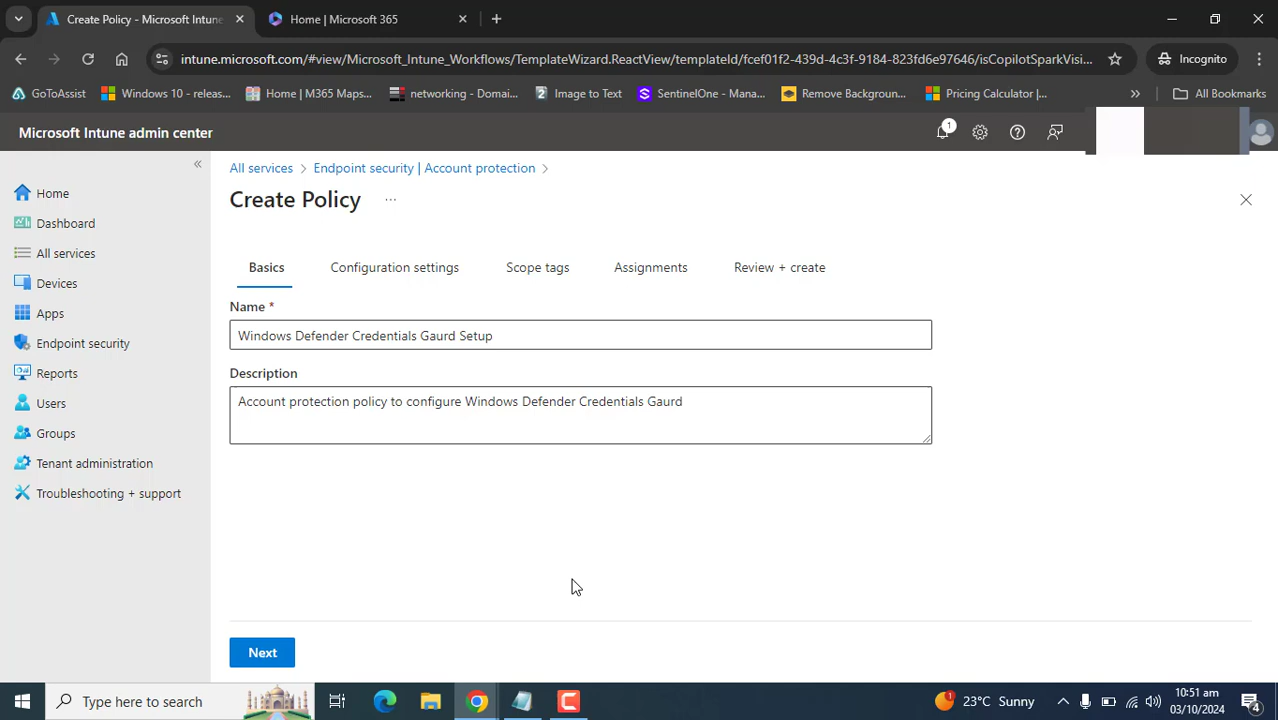 Create Policy - Microsoft Intune
Home | Microsoft 365
intune.microsoft.com/#view/Microsoft_Intune_Workflows/TemplateWizard.ReactView/templateId/fcef01f2-439d-4c3f-9184-823fd6e97646/isCopilotSparkVisi...
Incognito
GoToAssist
Windows 10 - releas...
Home | M365 Maps...
networking - Domai...
Image to Text
SentinelOne - Mana...
Remove Backgroun...
Pricing Calculator |...
All Bookmarks
Microsoft Intune admin center
1
All services > Endpoint security | Account protection >
Create Policy ...
Home
Dashboard
All services
Devices
Apps
Endpoint security
Reports
Users
Groups
Tenant administration
Troubleshooting + support
Basics
Configuration settings
Scope tags
Assignments
Review + create
Name *
Windows Defender Credentials Gaurd Setup
Description
Account protection policy to configure Windows Defender Credentials Gaurd
Next
Type here to search
1
23°C Sunny
10:51 am
03/10/2024
4